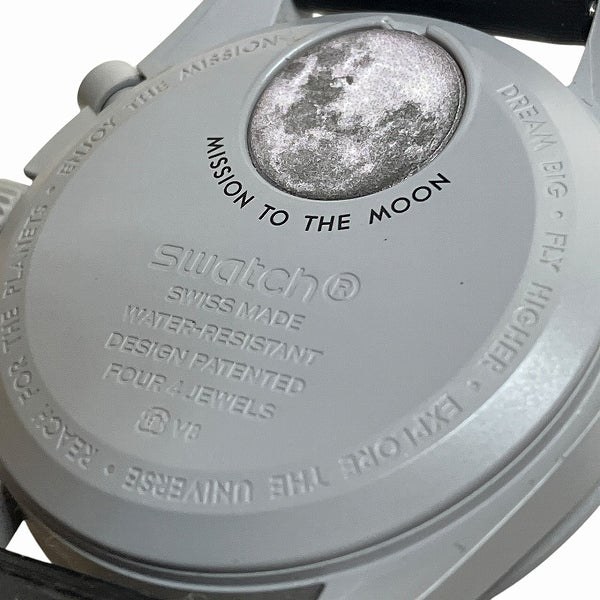 MISSION TO THE MOON
swatch®
SWISS MADE
WATER-RESISTANT
DESIGN PATENTED
FOUR 4 JEWELS
V8
DREAM BIG • FLY HIGHER • EXPLORE THE UNIVERSE • REACH FOR THE PLANETS • ENJOY THE MISSION